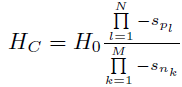 $H_C = H_0 \frac{\prod_{l=1}^{N} -s_{p_l}}{\prod_{k=1}^{M} -s_{n_k}}$